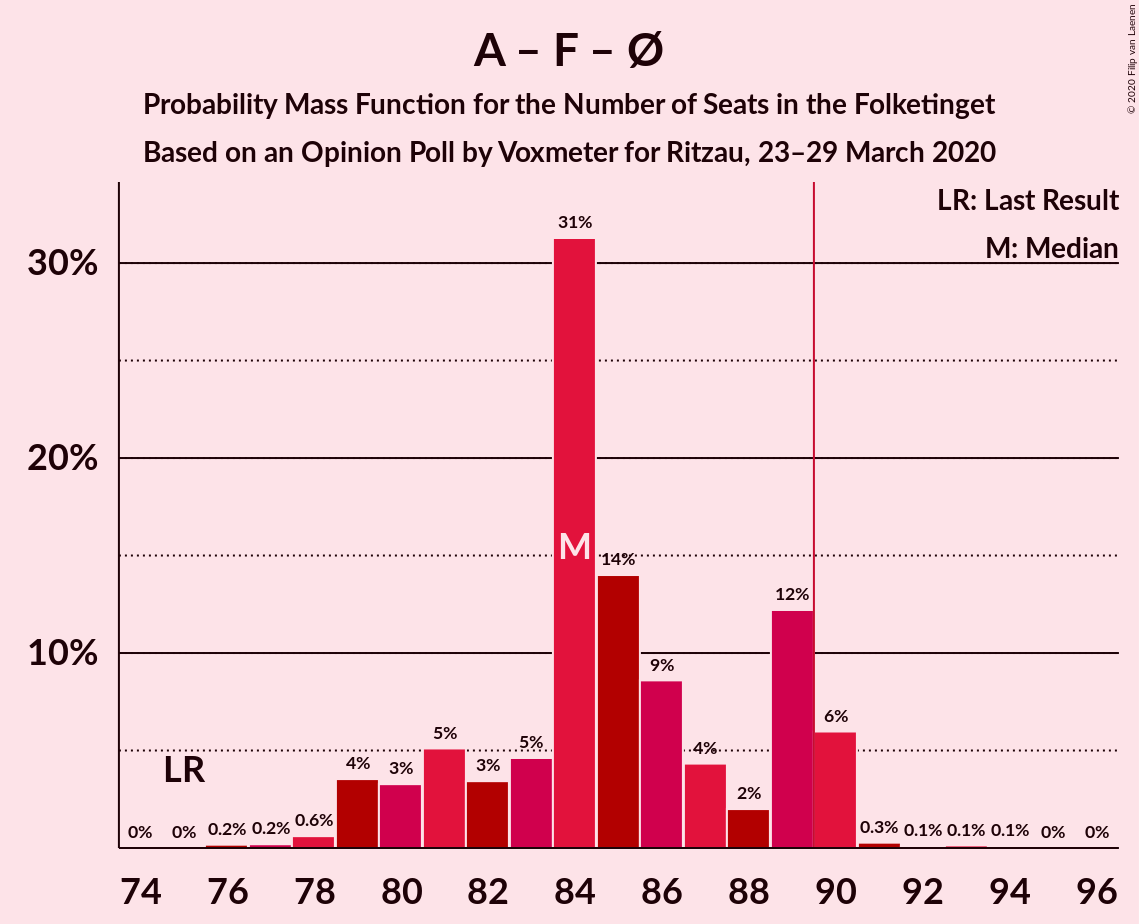 A – F – Ø
Probability Mass Function for the Number of Seats in the Folketinget
Based on an Opinion Poll by Voxmeter for Ritzau, 23–29 March 2020
© 2020 Filip van Laenen
LR: Last Result
M: Median
30%
20%
10%
0%
0%
0.2%
0.2%
0.6%
4%
3%
5%
3%
5%
31%
14%
9%
4%
2%
12%
6%
0.3%
0.1%
0.1%
0.1%
0%
0%
LR
M
74 76 78 80 82 84 86 88 90 92 94 96